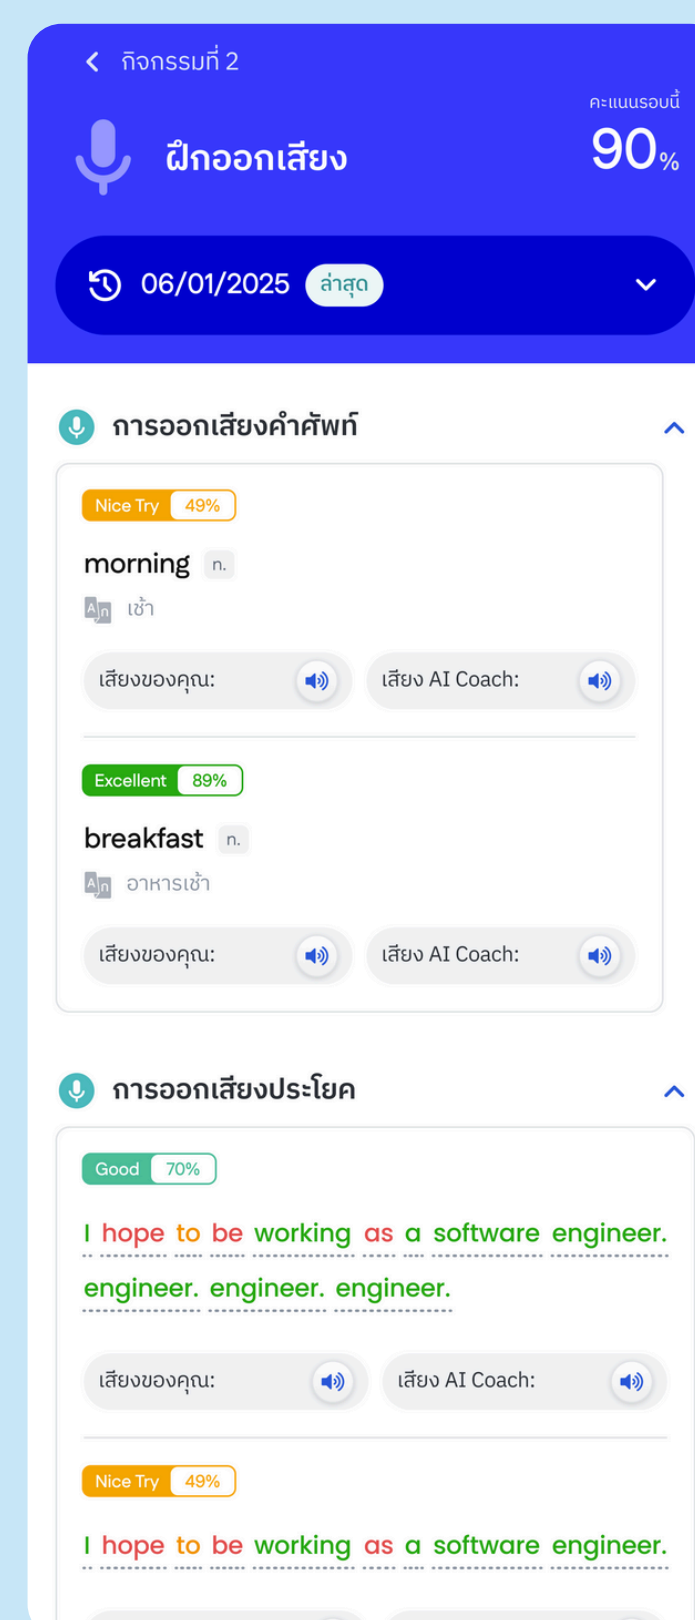 กิจกรรมที่ 2
คะแนนรอบนี้
ฝึกออกเสียง
90%
06/01/2025 ล่าสุด
การออกเสียงคำศัพท์
Nice Try 49%
morning n.
เช้า
เสียงของคุณ: เสียง AI Coach:
Excellent 89%
breakfast n.
อาหารเช้า
เสียงของคุณ: เสียง AI Coach:
การออกเสียงประโยค
Good 70%
I hope to be working as a software engineer.
engineer. engineer. engineer.
เสียงของคุณ: เสียง AI Coach:
Nice Try 49%
I hope to be working as a software engineer.